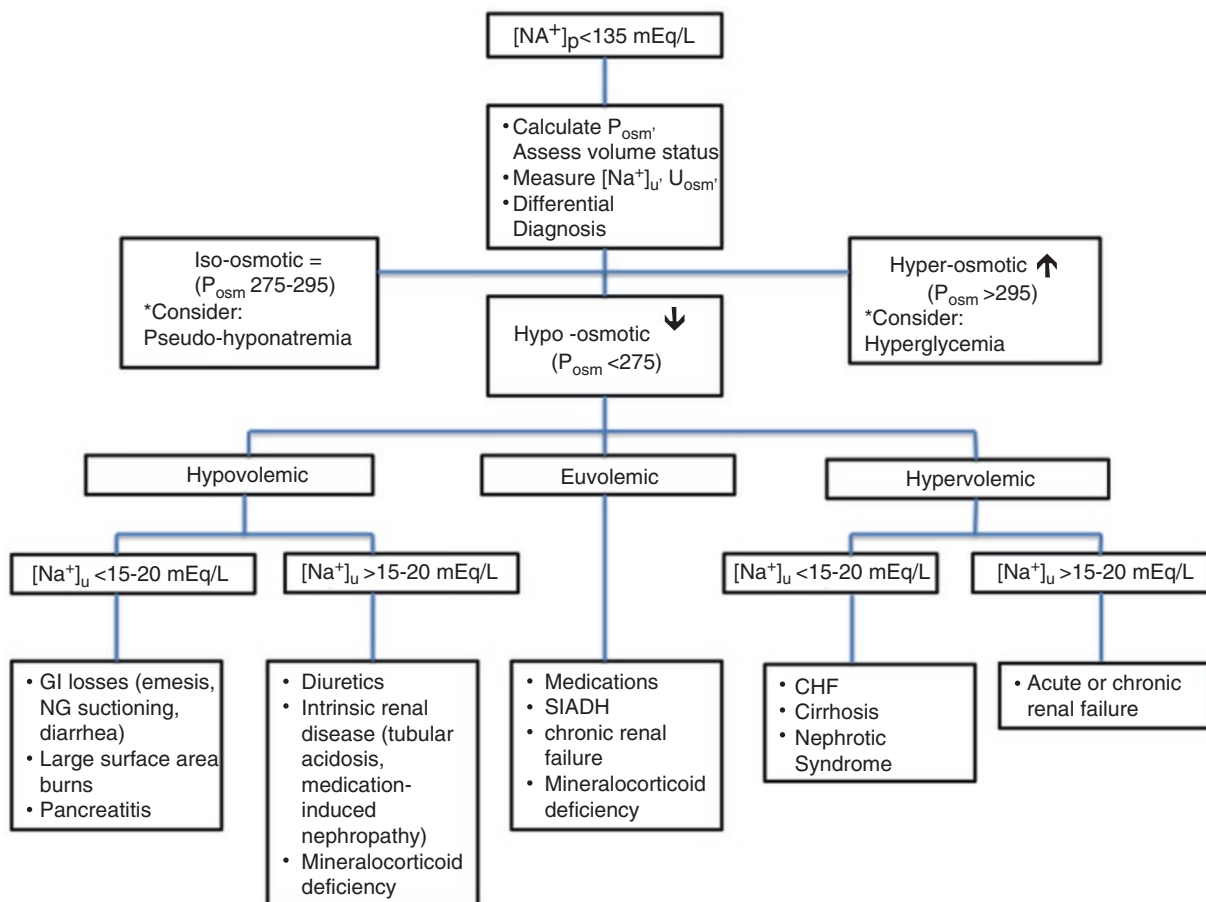 [NA⁺]p<135 mEq/L
•Calculate Posm,
Assess volume status
•Measure [Na⁺]u, Uosm,
•Differential
Diagnosis
Iso-osmotic =
(Posm 275-295)
*Consider:
Pseudo-hyponatremia
Hypo -osmotic ↓
(Posm <275)
Hyper-osmotic ↑
(Posm >295)
*Consider:
Hyperglycemia
Hypovolemic
Euvolemic
Hypervolemic
[Na⁺]u <15-20 mEq/L
[Na⁺]u >15-20 mEq/L
[Na⁺]u <15-20 mEq/L
[Na⁺]u >15-20 mEq/L
• GI losses (emesis,
NG suctioning,
diarrhea)
• Large surface area
burns
• Pancreatitis
• Diuretics
• Intrinsic renal
disease (tubular
acidosis,
medication-
induced
nephropathy)
• Mineralocorticoid
deficiency
• Medications
• SIADH
• chronic renal
failure
• Mineralocorticoid
deficiency
• CHF
• Cirrhosis
• Nephrotic
Syndrome
• Acute or chronic
renal failure